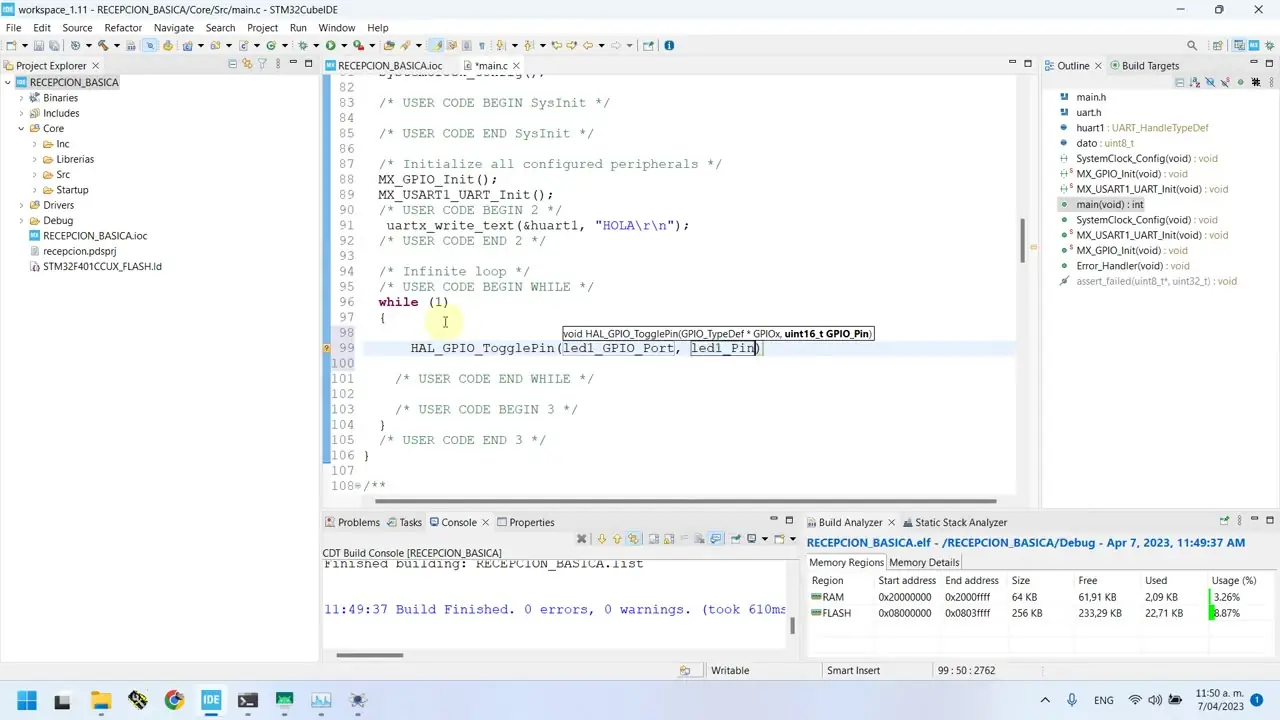 workspace_1.11 - RECEPCION_BASICA/Core/Src/main.c - STM32CubeIDE
File Edit Source Refactor Navigate Search Project Run Window Help
Project Explorer
RECEPCION_BASICA
Binaries
Includes
Core
Inc
Librerias
Src
Startup
Drivers
Debug
RECEPCION_BASICA.ioc
recepcion.pdsprj
STM32F401CCUX_FLASH.ld
RECEPCION_BASICA.ioc *main.c
82
83 /* USER CODE BEGIN SysInit */
84
85 /* USER CODE END SysInit */
86
87 /* Initialize all configured peripherals */
88 MX_GPIO_Init();
89 MX_USART1_UART_Init();
90 /* USER CODE BEGIN 2 */
91 uartx_write_text(&huart1, "HOLA\r\n");
92 /* USER CODE END 2 */
93
94 /* Infinite loop */
95 /* USER CODE BEGIN WHILE */
96 while (1)
97 {
98
void HAL_GPIO_TogglePin(GPIO_TypeDef * GPIOx, uint16_t GPIO_Pin)
99 HAL_GPIO_TogglePin(led1_GPIO_Port, led1_Pin)
100
101 /* USER CODE END WHILE */
102
103 /* USER CODE BEGIN 3 */
104 }
105 /* USER CODE END 3 */
106 }
107
108 /**
Outline Build Targets
main.h
uart.h
huart1 : UART_HandleTypeDef
dato : uint8_t
SystemClock_Config(void) : void
MX_GPIO_Init(void) : void
MX_USART1_UART_Init(void) : void
main(void) : int
SystemClock_Config(void) : void
MX_USART1_UART_Init(void) : void
MX_GPIO_Init(void) : void
Error_Handler(void) : void
assert_failed(uint8_t*, uint32_t) : void
Problems Tasks Console Properties
CDT Build Console [RECEPCION_BASICA]
Finished building: RECEPCION_BASICA.list
11:49:37 Build Finished. 0 errors, 0 warnings. (took 610ms
Build Analyzer Static Stack Analyzer
RECEPCION_BASICA.elf - /RECEPCION_BASICA/Debug - Apr 7, 2023, 11:49:37 AM
Memory Regions Memory Details
Region Start address End address Size Free Used Usage (%)
RAM 0x20000000 0x2000ffff 64 KB 61,91 KB 2,09 KB 3.26%
FLASH 0x08000000 0x0803ffff 256 KB 233,29 KB 22,71 KB 8.87%
Writable Smart Insert 99 : 50 : 2762
IDE
ENG
11:50 a. m.
7/04/2023
1